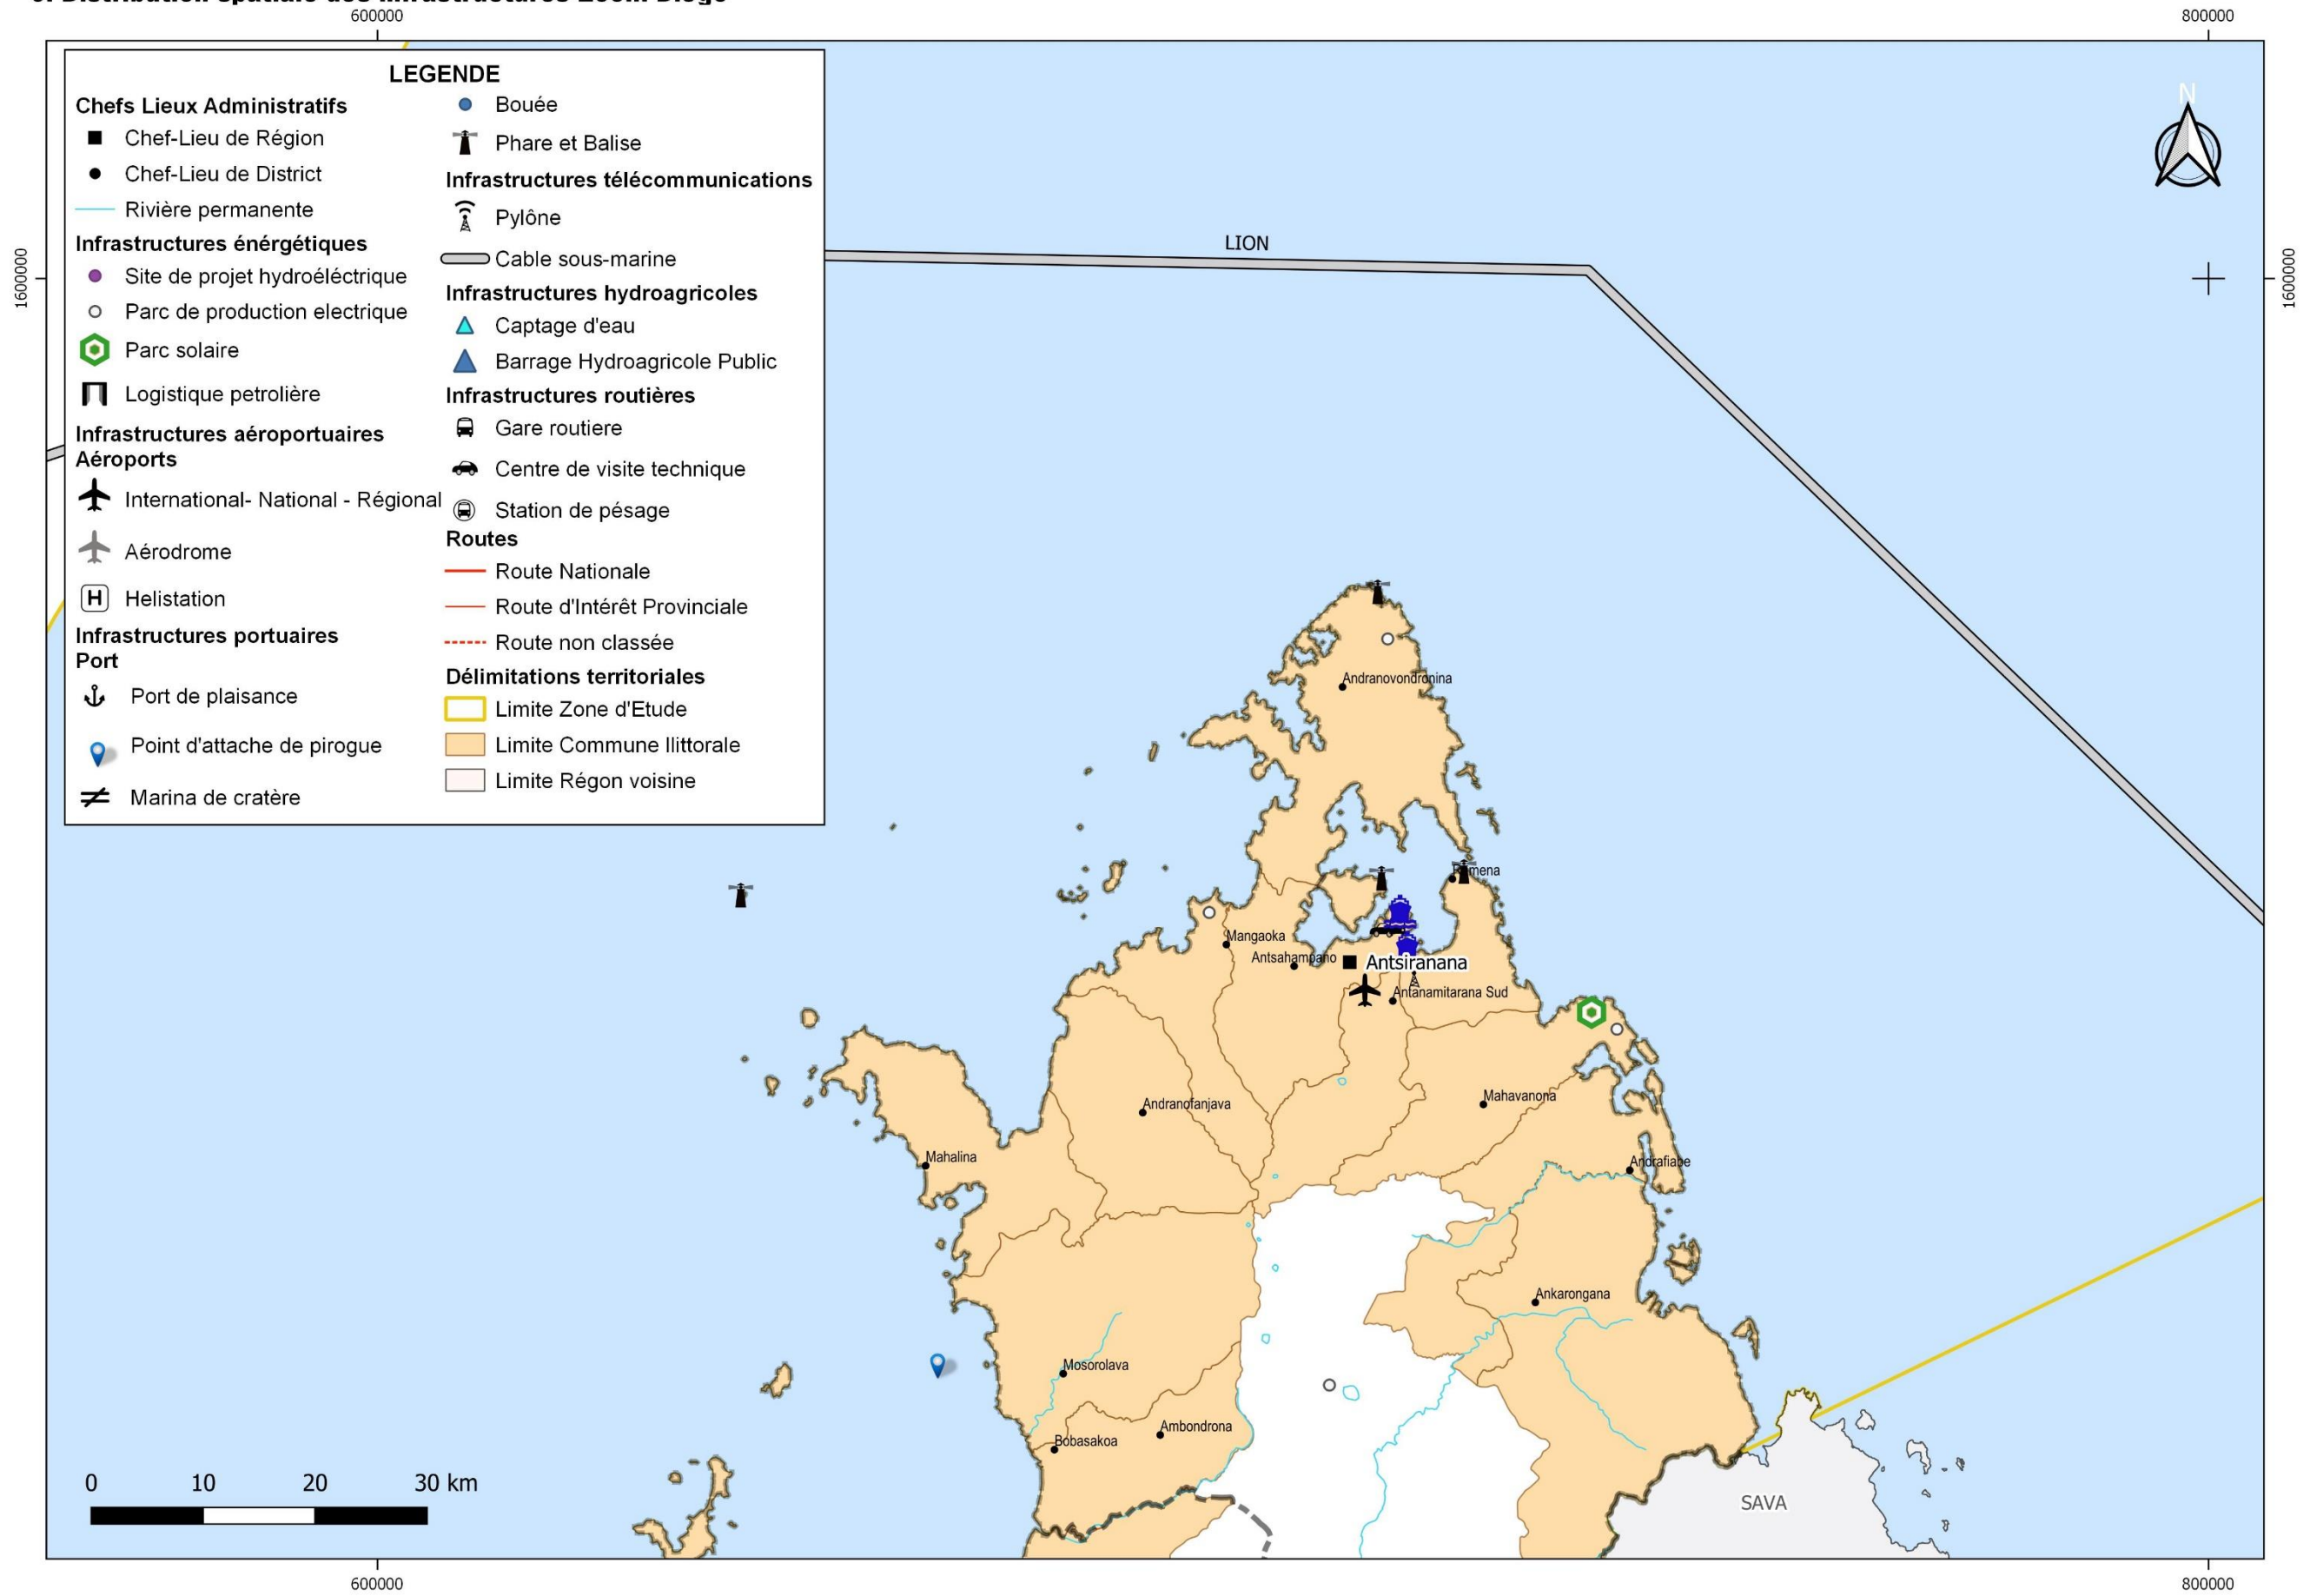 600000
800000
LEGENDE
Chefs Lieux Administratifs
Chef-Lieu de Région
Chef-Lieu de District
Rivière permanente
Infrastructures énérgétiques
Site de projet hydroéléctrique
Parc de production electrique
Parc solaire
Logistique petrolière
Infrastructures aéroportuaires
Aéroports
International- National - Régional
Aérodrome
H Helistation
Infrastructures portuaires
Port
Port de plaisance
Point d'attache de pirogue
Marina de cratère
Bouée
Phare et Balise
Infrastructures télécommunications
Pylône
Cable sous-marine
Infrastructures hydroagricoles
Captage d'eau
Barrage Hydroagricole Public
Infrastructures routières
Gare routiere
Centre de visite technique
Station de pésage
Routes
Route Nationale
Route d'Intérêt Provinciale
Route non classée
Délimitations territoriales
Limite Zone d'Etude
Limite Commune llittorale
Limite Régon voisine
N
LION
1600000
1600000
Andranovondronina
Mangaoka
Antsahampano
Antsiranana
Antanamitarana Sud
Andranofanjava
Mahavanona
Mahalina
Andrafiabe
Ankarongana
Mosorolava
Ambondrona
Bobasakoa
SAVA
0 10 20 30 km
600000
800000